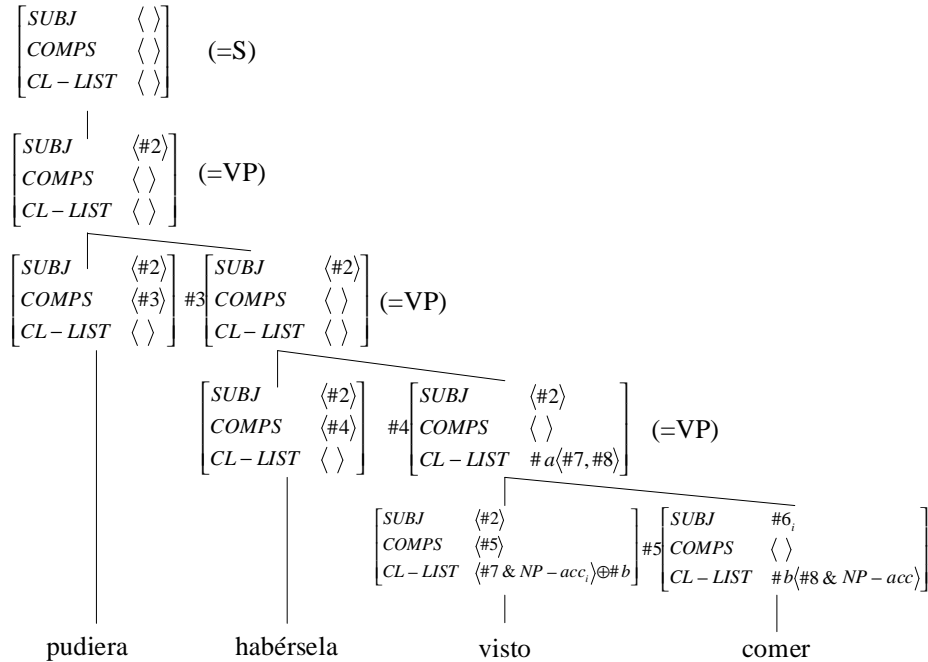 SUBJ ⟨ ⟩
COMPS ⟨ ⟩ (=S)
CL – LIST ⟨ ⟩
SUBJ ⟨#2⟩
COMPS ⟨ ⟩ (=VP)
CL – LIST ⟨ ⟩
SUBJ ⟨#2⟩ SUBJ ⟨#2⟩
COMPS ⟨#3⟩ #3 COMPS ⟨ ⟩ (=VP)
CL – LIST ⟨ ⟩ CL – LIST ⟨ ⟩
SUBJ ⟨#2⟩ SUBJ ⟨#2⟩
COMPS ⟨#4⟩ #4 COMPS ⟨ ⟩ (=VP)
CL – LIST ⟨ ⟩ CL – LIST #a⟨#7, #8⟩
SUBJ ⟨#2⟩ SUBJ #6ᵢ
COMPS ⟨#5⟩ #5 COMPS ⟨ ⟩
CL – LIST ⟨#7 & NP – accᵢ⟩⊕#b CL – LIST #b⟨#8 & NP – acc⟩
pudiera habérsela visto comer